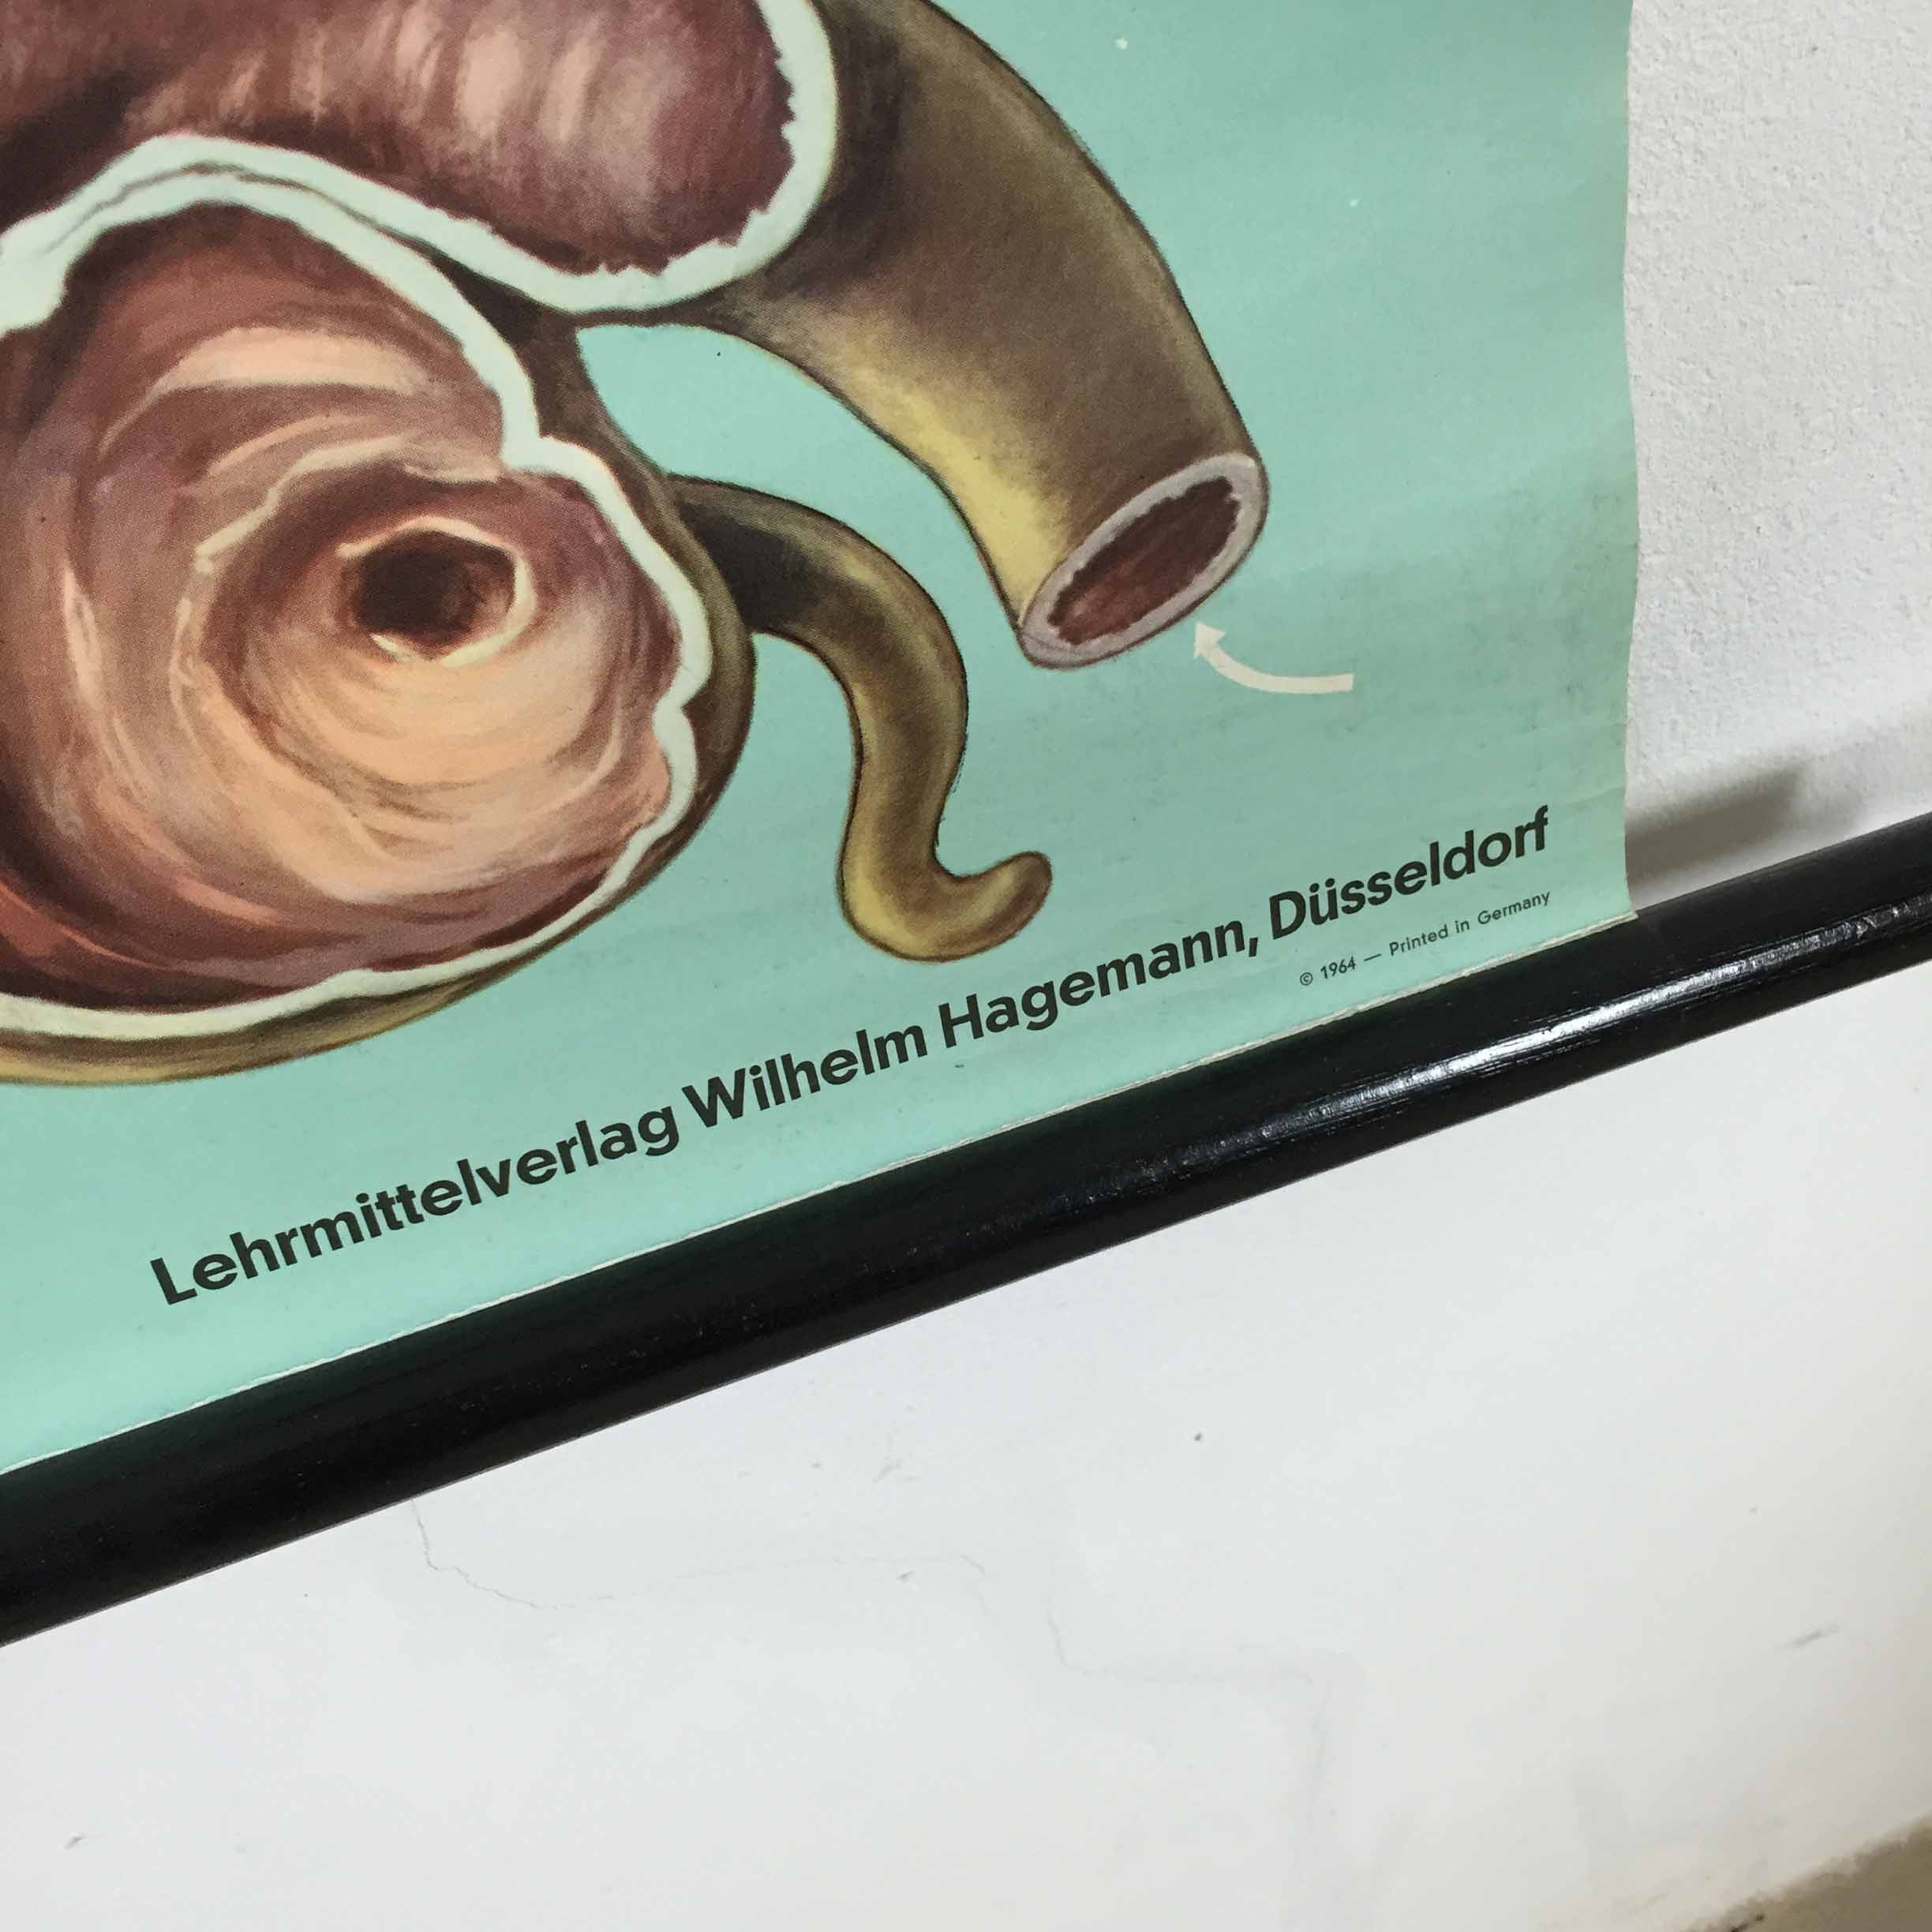 Lehrmittelverlag Wilhelm Hagemann, Düsseldorf
© 1964 — Printed in Germany